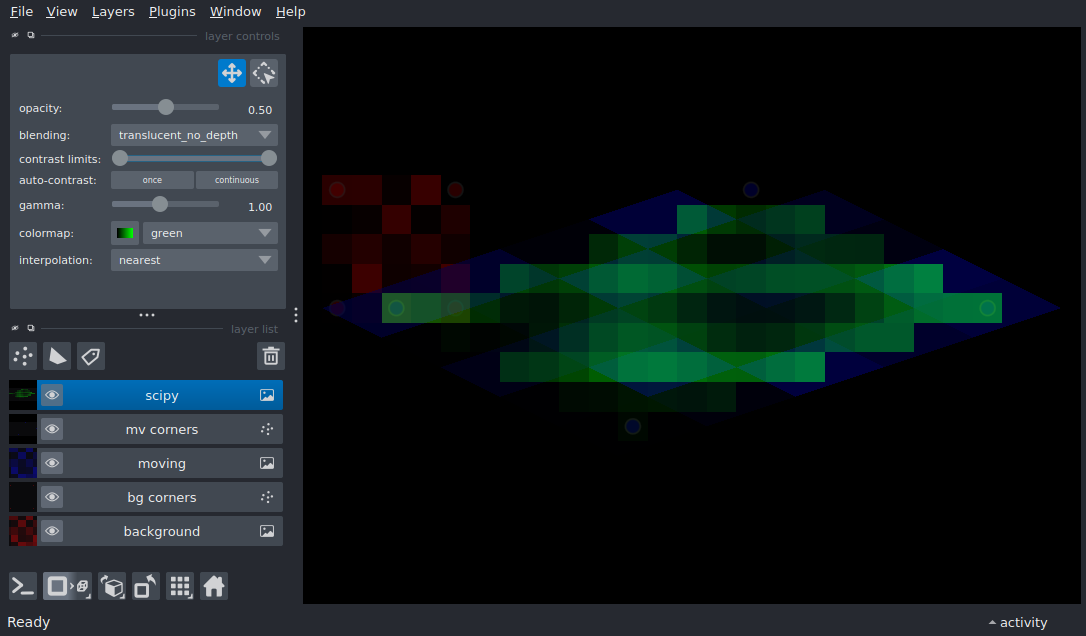 File View Layers Plugins Window Help
layer controls
opacity: 0.50
blending: translucent_no_depth
contrast limits:
auto-contrast: once continuous
gamma: 1.00
colormap: green
interpolation: nearest
layer list
scipy
mv corners
moving
bg corners
background
Ready activity